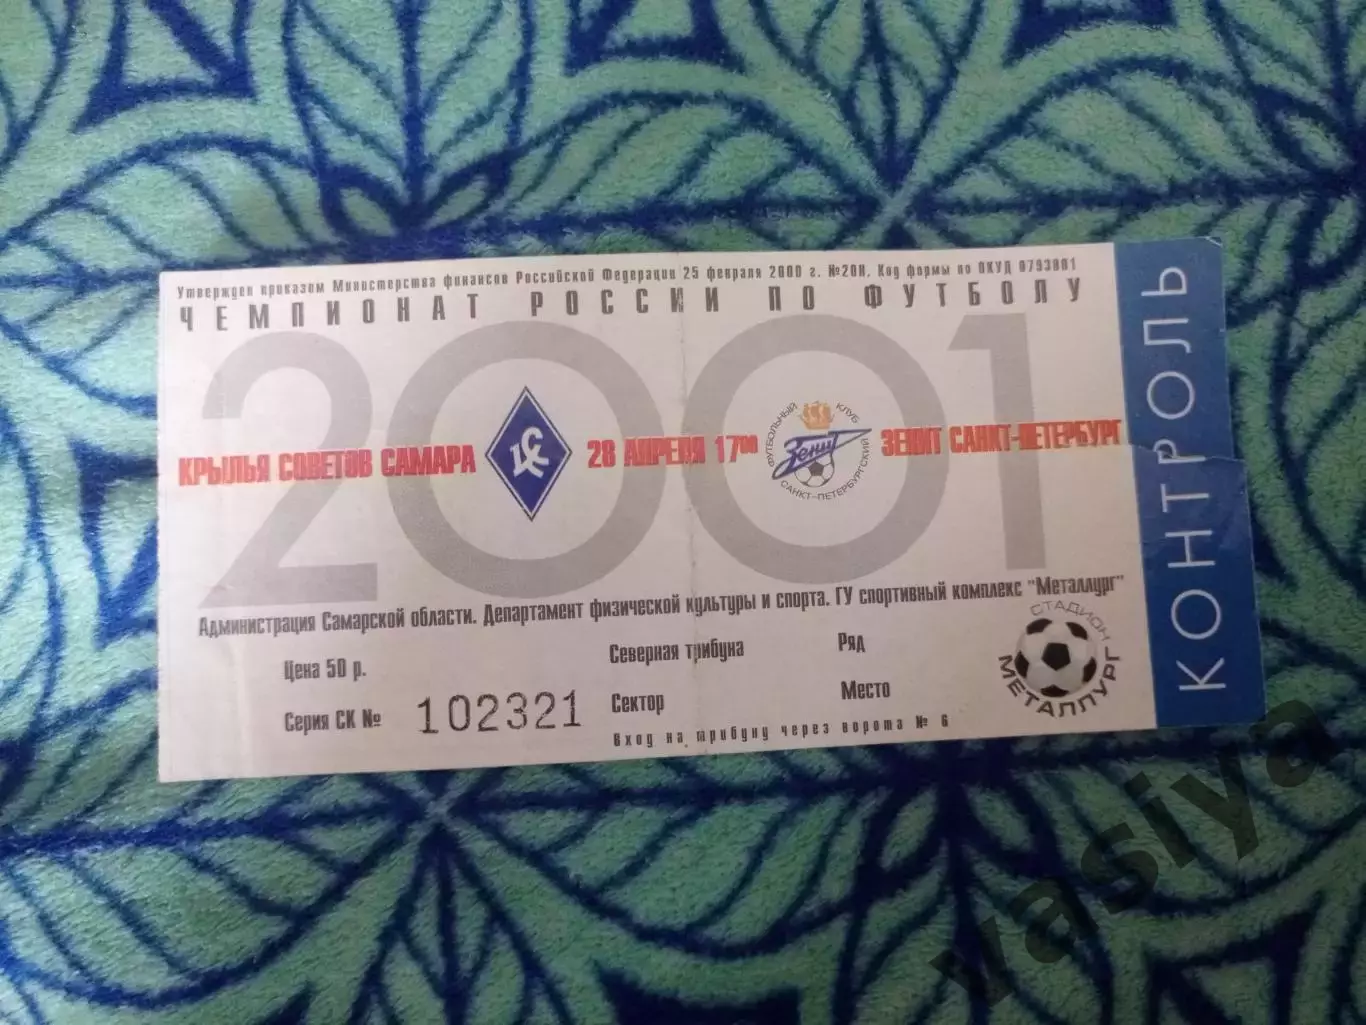 Утвержден приказом Министерства финансов Российской Федерации 25 февраля 2000 г. №20Н. Код формы по ОКУД 0793001
ЧЕМПИОНАТ РОССИИ ПО ФУТБОЛУ
2001
КРЫЛЬЯ СОВЕТОВ САМАРА
КС
28 АПРЕЛЯ 17 00
ФУТБОЛЬНЫЙ КЛУБ
Зенит
САНКТ-ПЕТЕРБУРГСКИЙ
ЗЕНИТ САНКТ-ПЕТЕРБУРГ
Администрация Самарской области. Департамент физической культуры и спорта. ГУ спортивный комплекс "Металлург"
Цена 50 р.
Северная трибуна
Ряд
Серия СК № 102321
Сектор
Место
Вход на трибуну через ворота № 6
СТАДИОН
МЕТАЛЛУРГ
КОНТРОЛЬ
vasiya